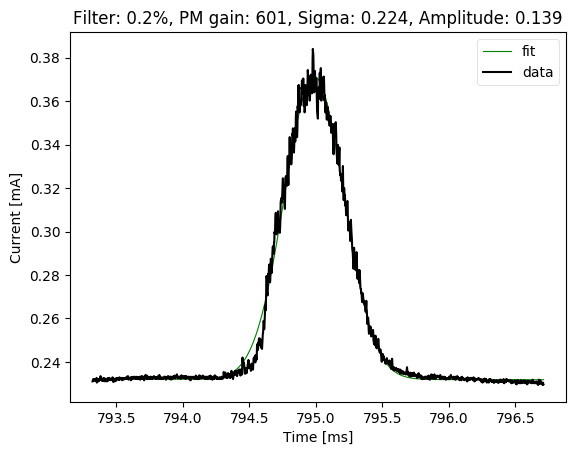 Filter: 0.2%, PM gain: 601, Sigma: 0.224, Amplitude: 0.139
fit
data
Current [mA]
0.38
0.36
0.34
0.32
0.30
0.28
0.26
0.24
793.5 794.0 794.5 795.0 795.5 796.0 796.5
Time [ms]